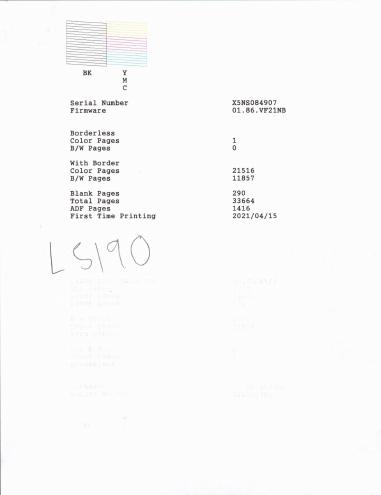 BK Y
M
C
Serial Number X5NS084907
Firmware 01.86.VF21NB
Borderless
Color Pages 1
B/W Pages 0
With Border
Color Pages 21516
B/W Pages 11857
Blank Pages 290
Total Pages 33664
ADF Pages 1416
First Time Printing 2021/04/15
LS190